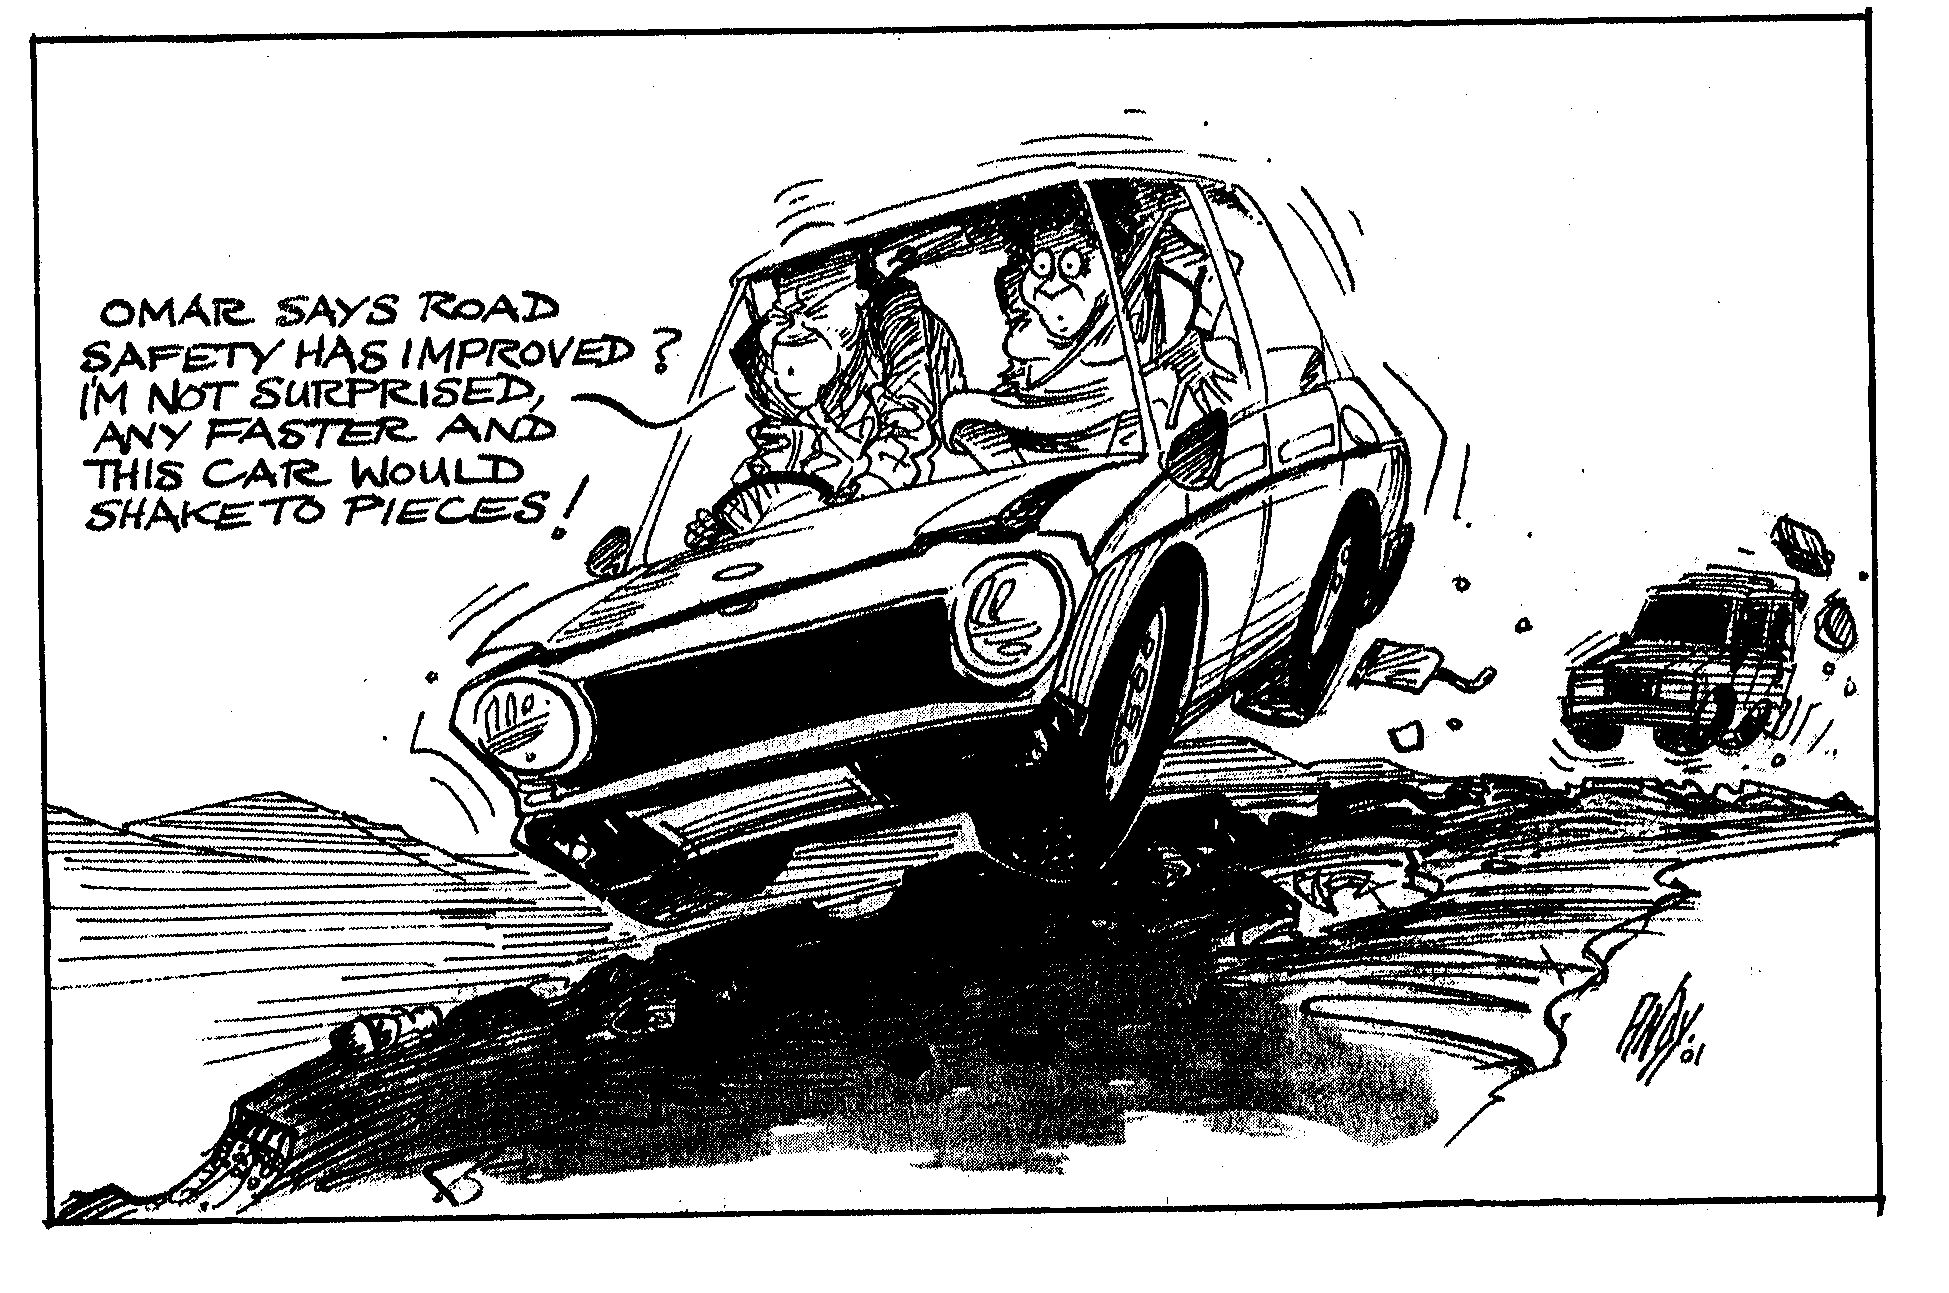 OMAR SAYS ROAD
SAFETY HAS IMPROVED?
I'M NOT SURPRISED,
ANY FASTER AND
THIS CAR WOULD
SHAKE TO PIECES!
ANDY.01